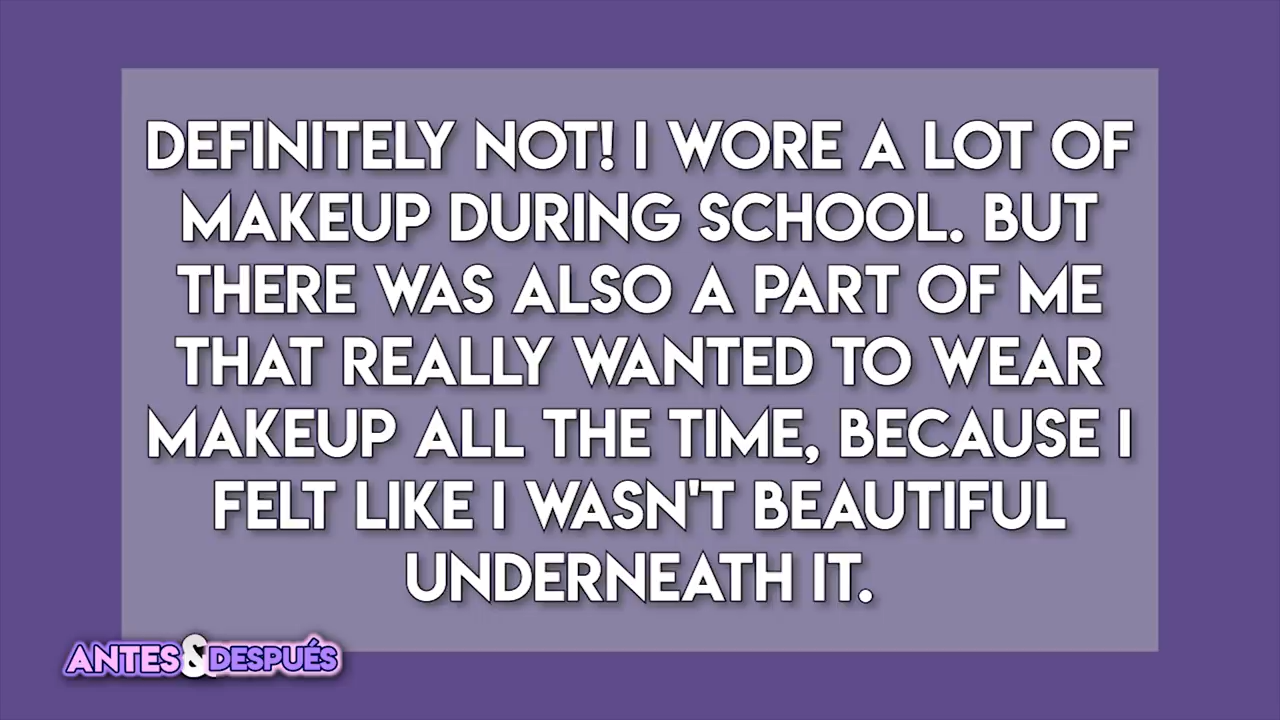 DEFINITELY NOT! I WORE A LOT OF
MAKEUP DURING SCHOOL. BUT
THERE WAS ALSO A PART OF ME
THAT REALLY WANTED TO WEAR
MAKEUP ALL THE TIME, BECAUSE I
FELT LIKE I WASN'T BEAUTIFUL
UNDERNEATH IT.
ANTES&DESPUÉS